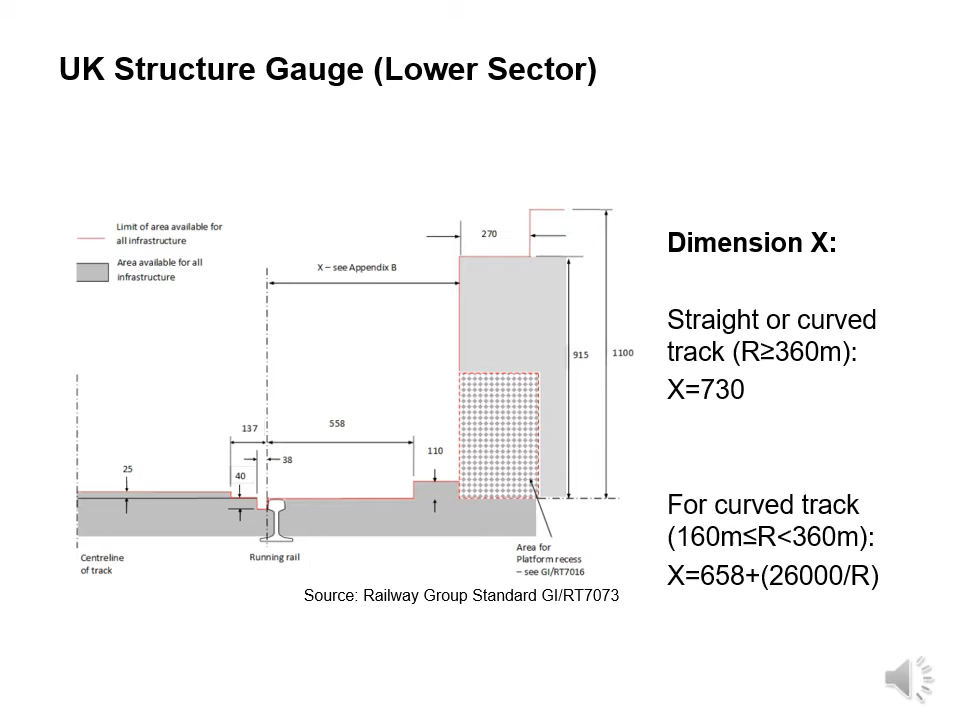 UK Structure Gauge (Lower Sector)
Limit of area available for
all infrastructure
Area available for all
infrastructure
X – see Appendix B
270
915
1100
137
558
38
110
25
40
Centreline
of track
Running rail
Area for
Platform recess
– see GI/RT7016
Source: Railway Group Standard GI/RT7073
Dimension X:
Straight or curved
track (R≥360m):
X=730
For curved track
(160m≤R<360m):
X=658+(26000/R)